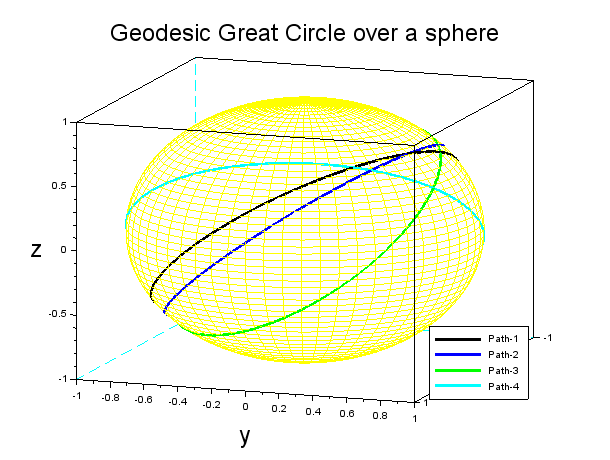 Geodesic Great Circle over a sphere
1
0.5
z
0
-0.5
-1
-1
-0.8
-0.6
-0.4
-0.2
0
0.2
0.4
0.6
0.8
1
y
1
-1
Path-1
Path-2
Path-3
Path-4